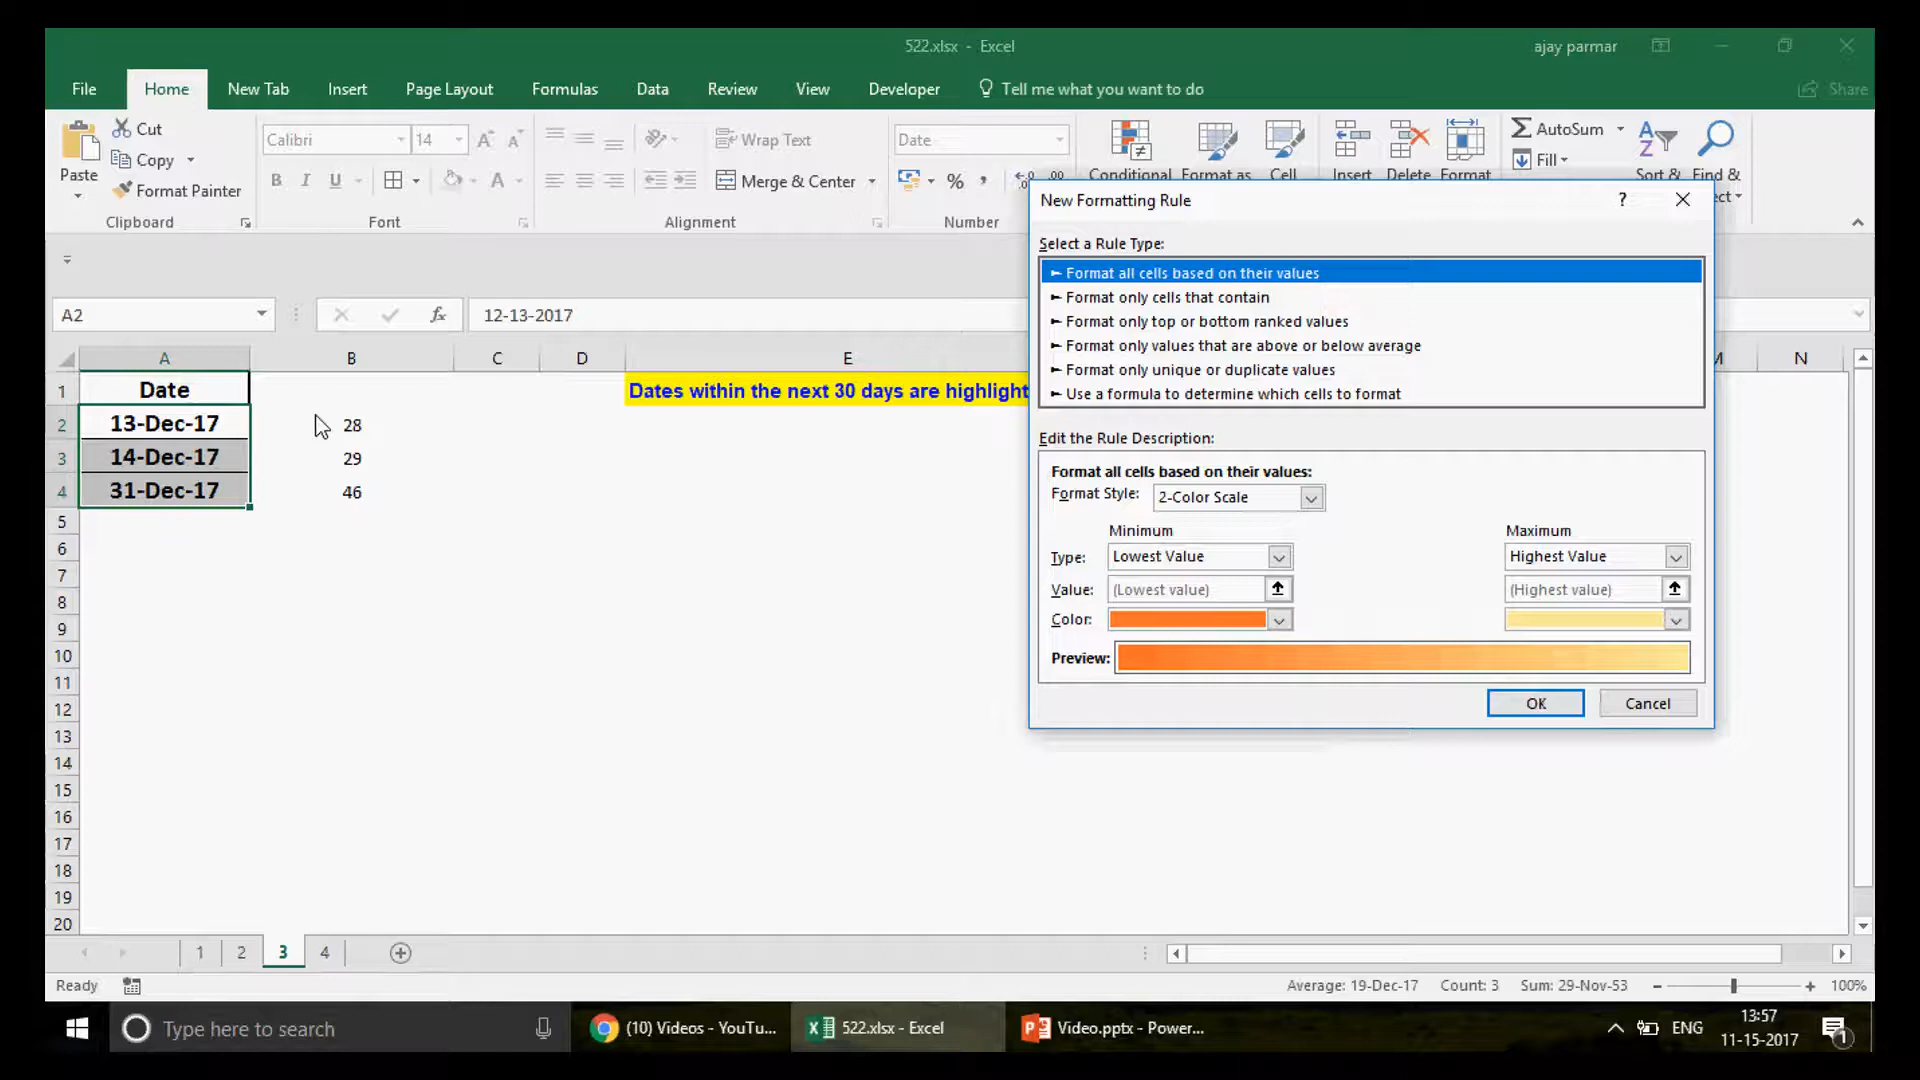 522.xlsx - Excel
ajay parmar
File Home New Tab Insert Page Layout Formulas Data Review View Developer Tell me what you want to do Share
Paste
Cut
Copy
Format Painter
Clipboard
Calibri 14
B I U A
Font
Wrap Text
Merge & Center
Alignment
Date
% ,
Number
Conditional Format as Cell Insert Delete Format
AutoSum
Fill
Sort & Find &
A2 fx 12-13-2017
A B C D E N
1 Date Dates within the next 30 days are highlight
2 13-Dec-17 28
3 14-Dec-17 29
4 31-Dec-17 46
5
6
7
8
9
10
11
12
13
14
15
16
17
18
19
20
New Formatting Rule ?
Select a Rule Type:
► Format all cells based on their values
► Format only cells that contain
► Format only top or bottom ranked values
► Format only values that are above or below average
► Format only unique or duplicate values
► Use a formula to determine which cells to format
Edit the Rule Description:
Format all cells based on their values:
Format Style: 2-Color Scale
Minimum Maximum
Type: Lowest Value Highest Value
Value: (Lowest value) (Highest value)
Color:
Preview:
OK Cancel
1 2 3 4
Ready Average: 19-Dec-17 Count: 3 Sum: 29-Nov-53 100%
Type here to search (10) Videos - YouTu... 522.xlsx - Excel Video.pptx - Power... ENG
13:57
11-15-2017
1